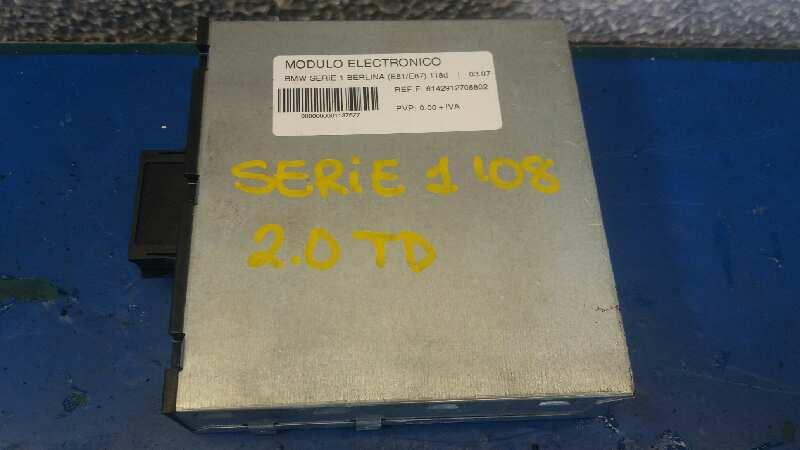 MODULO ELECTRONICO
BMW SERIE 1 BERLINA (E81/E87) 118d | 03.07
REF.F: 6142912708802
PVP: 0.00 + IVA
SERiE 1 '08
2.0 TD